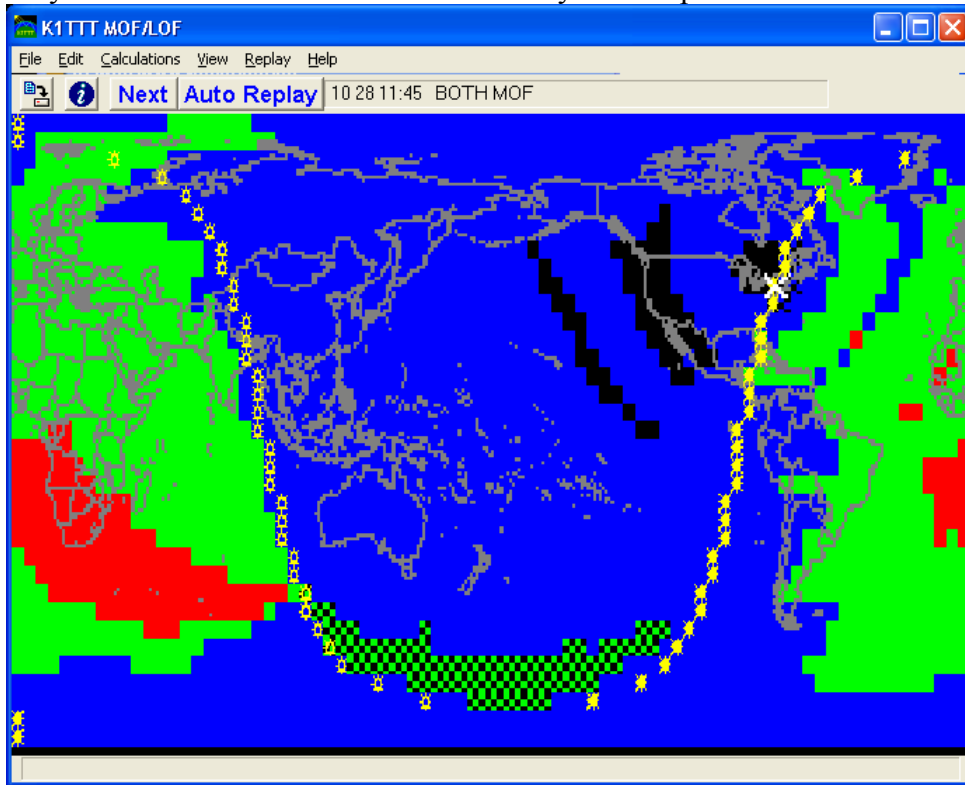 K1TTT MOF/LOF
File Edit Calculations View Replay Help
Next Auto Replay 10 28 11:45 BOTH MOF